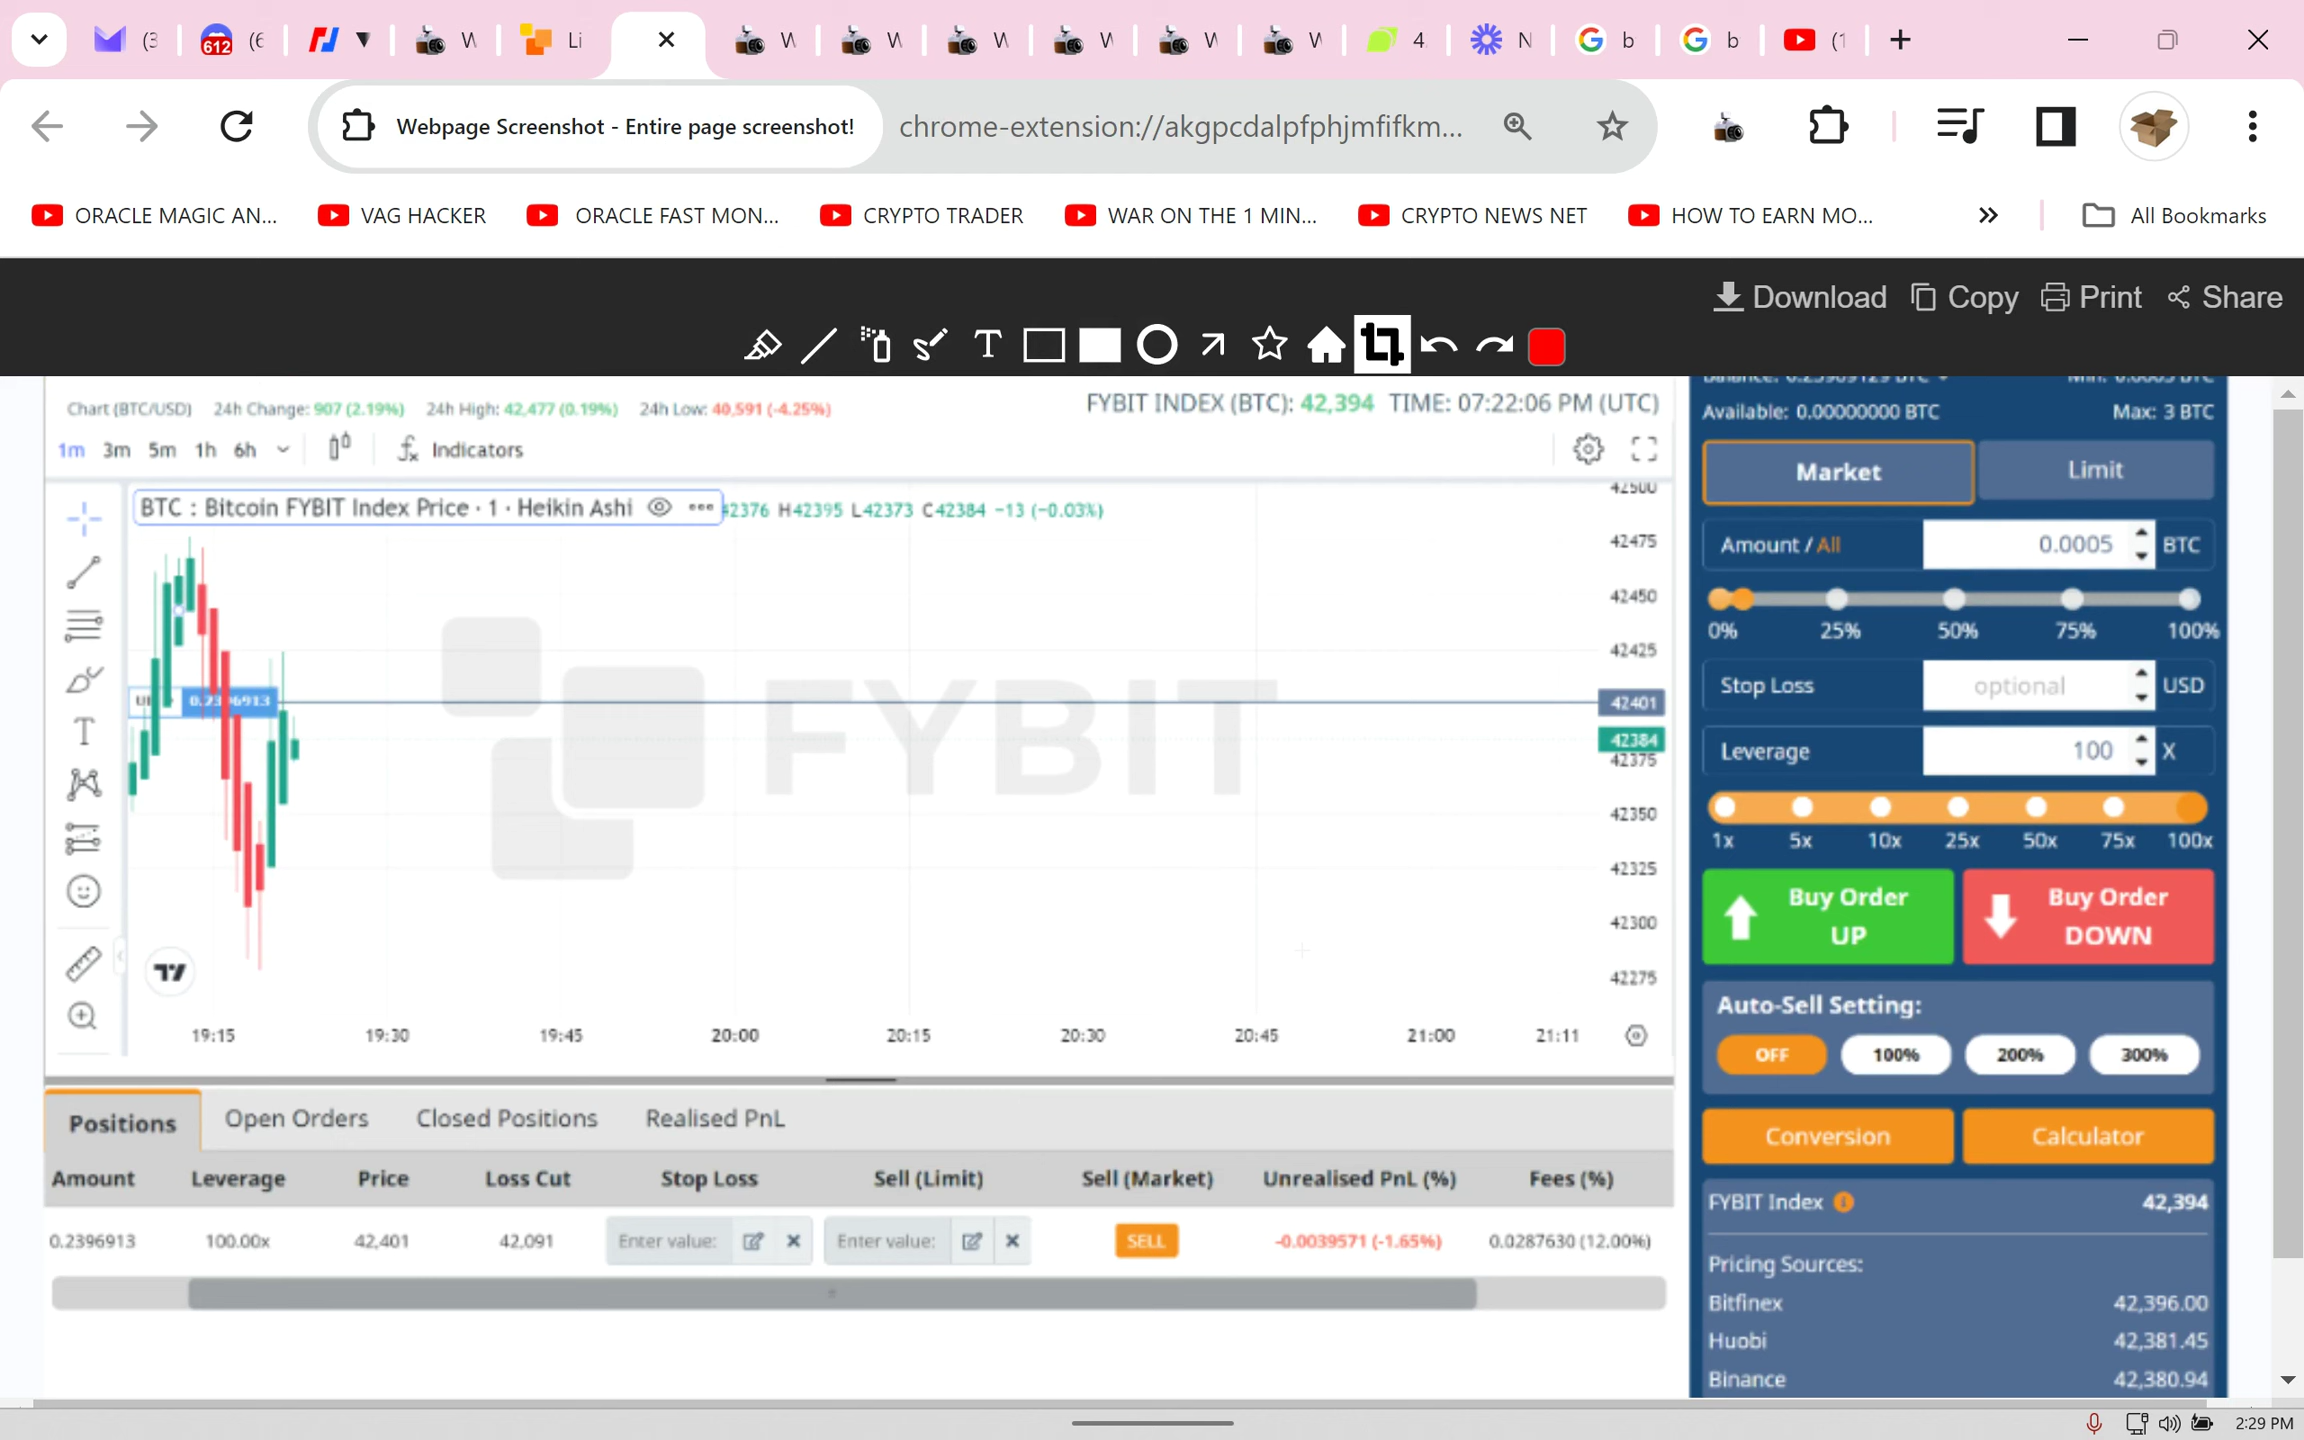 (3
612
(6
W
Li
W
W
W
W
W
W
4
N
b
b
(1
Webpage Screenshot - Entire page screenshot!
chrome-extension://akgpcdalpfphjmfifkm...
ORACLE MAGIC AN...
VAG HACKER
ORACLE FAST MON...
CRYPTO TRADER
WAR ON THE 1 MIN...
CRYPTO NEWS NET
HOW TO EARN MO...
All Bookmarks
Download Copy Print Share
Chart (BTC/USD) 24h Change: 907 (2.19%) 24h High: 42,477 (0.19%) 24h Low: 40,591 (-4.25%)
FYBIT INDEX (BTC): 42,394 TIME: 07:22:06 PM (UTC)
1m 3m 5m 1h 6h Indicators
BTC : Bitcoin FYBIT Index Price · 1 · Heikin Ashi 42376 H42395 L42373 C42384 −13 (−0.03%)
42500
42475
42450
42425
42401
42384
42375
42350
42325
42300
42275
FYBIT
19:15 19:30 19:45 20:00 20:15 20:30 20:45 21:00 21:11
Positions Open Orders Closed Positions Realised PnL
Amount Leverage Price Loss Cut Stop Loss Sell (Limit) Sell (Market) Unrealised PnL (%) Fees (%)
0.2396913 100.00x 42,401 42,091 Enter value: Enter value: SELL -0.0039571 (-1.65%) 0.0287630 (12.00%)
Available: 0.00000000 BTC Max: 3 BTC
Market Limit
Amount / All 0.0005 BTC
0% 25% 50% 75% 100%
Stop Loss optional USD
Leverage 100 X
1x 5x 10x 25x 50x 75x 100x
Buy Order UP
Buy Order DOWN
Auto-Sell Setting:
OFF 100% 200% 300%
Conversion Calculator
FYBIT Index 42,394
Pricing Sources:
Bitfinex 42,396.00
Huobi 42,381.45
Binance 42,380.94
2:29 PM